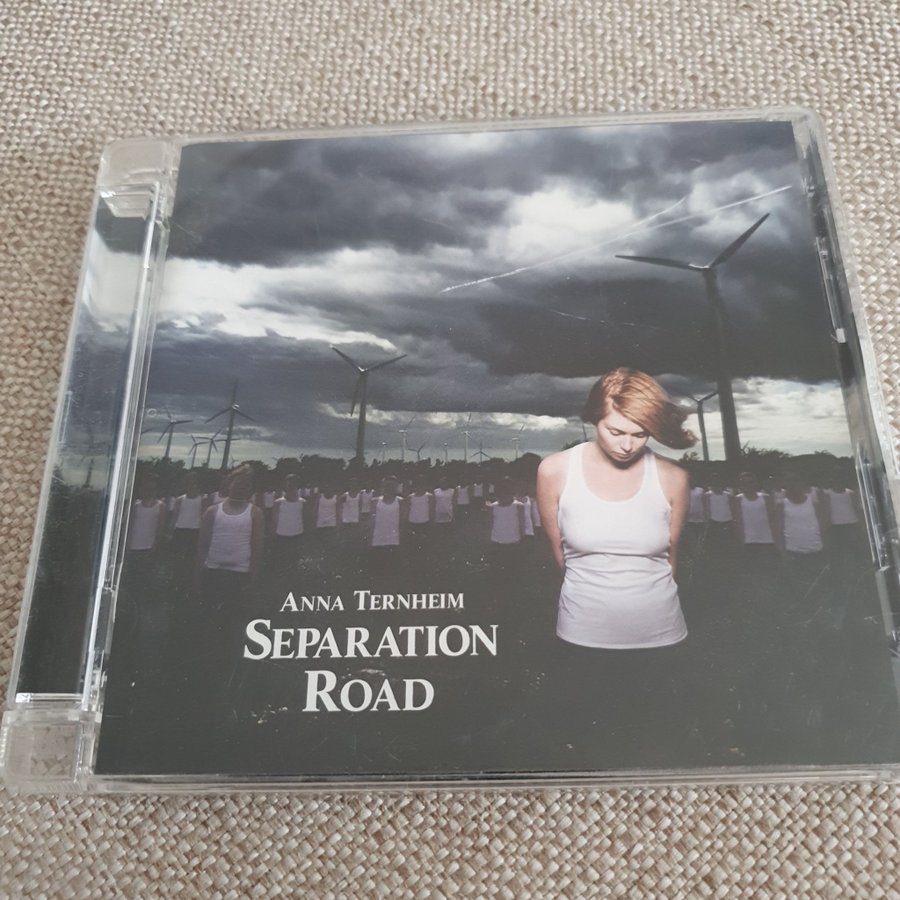 Anna Ternheim
Separation
Road